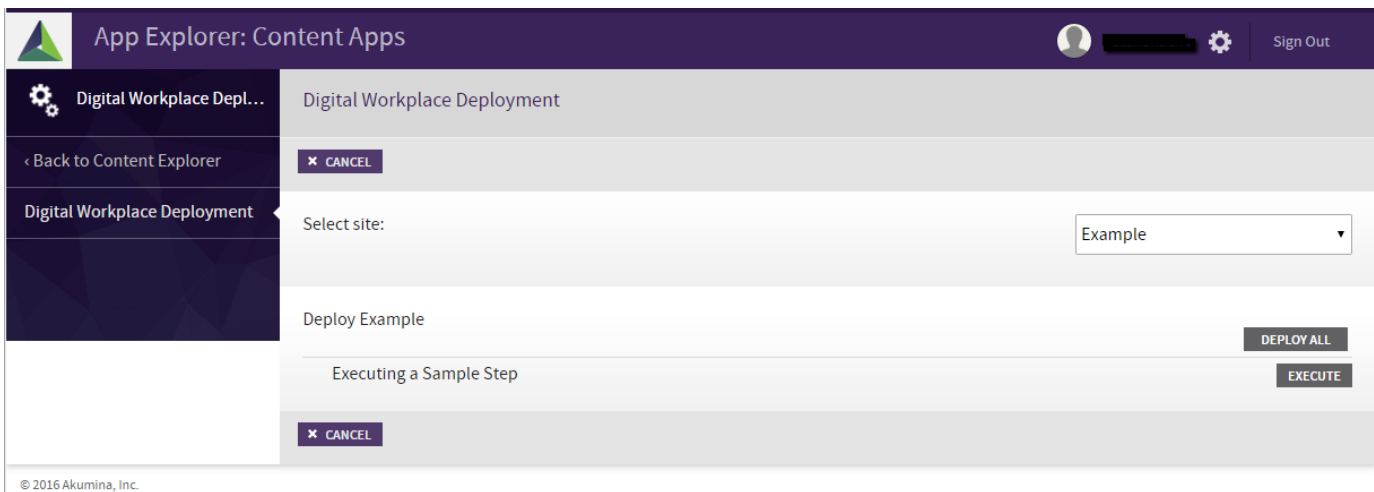 App Explorer: Content Apps
Sign Out
Digital Workplace Depl...
Digital Workplace Deployment
‹ Back to Content Explorer
× CANCEL
Digital Workplace Deployment
Select site:
Example
Deploy Example
DEPLOY ALL
Executing a Sample Step
EXECUTE
× CANCEL
© 2016 Akumina, Inc.